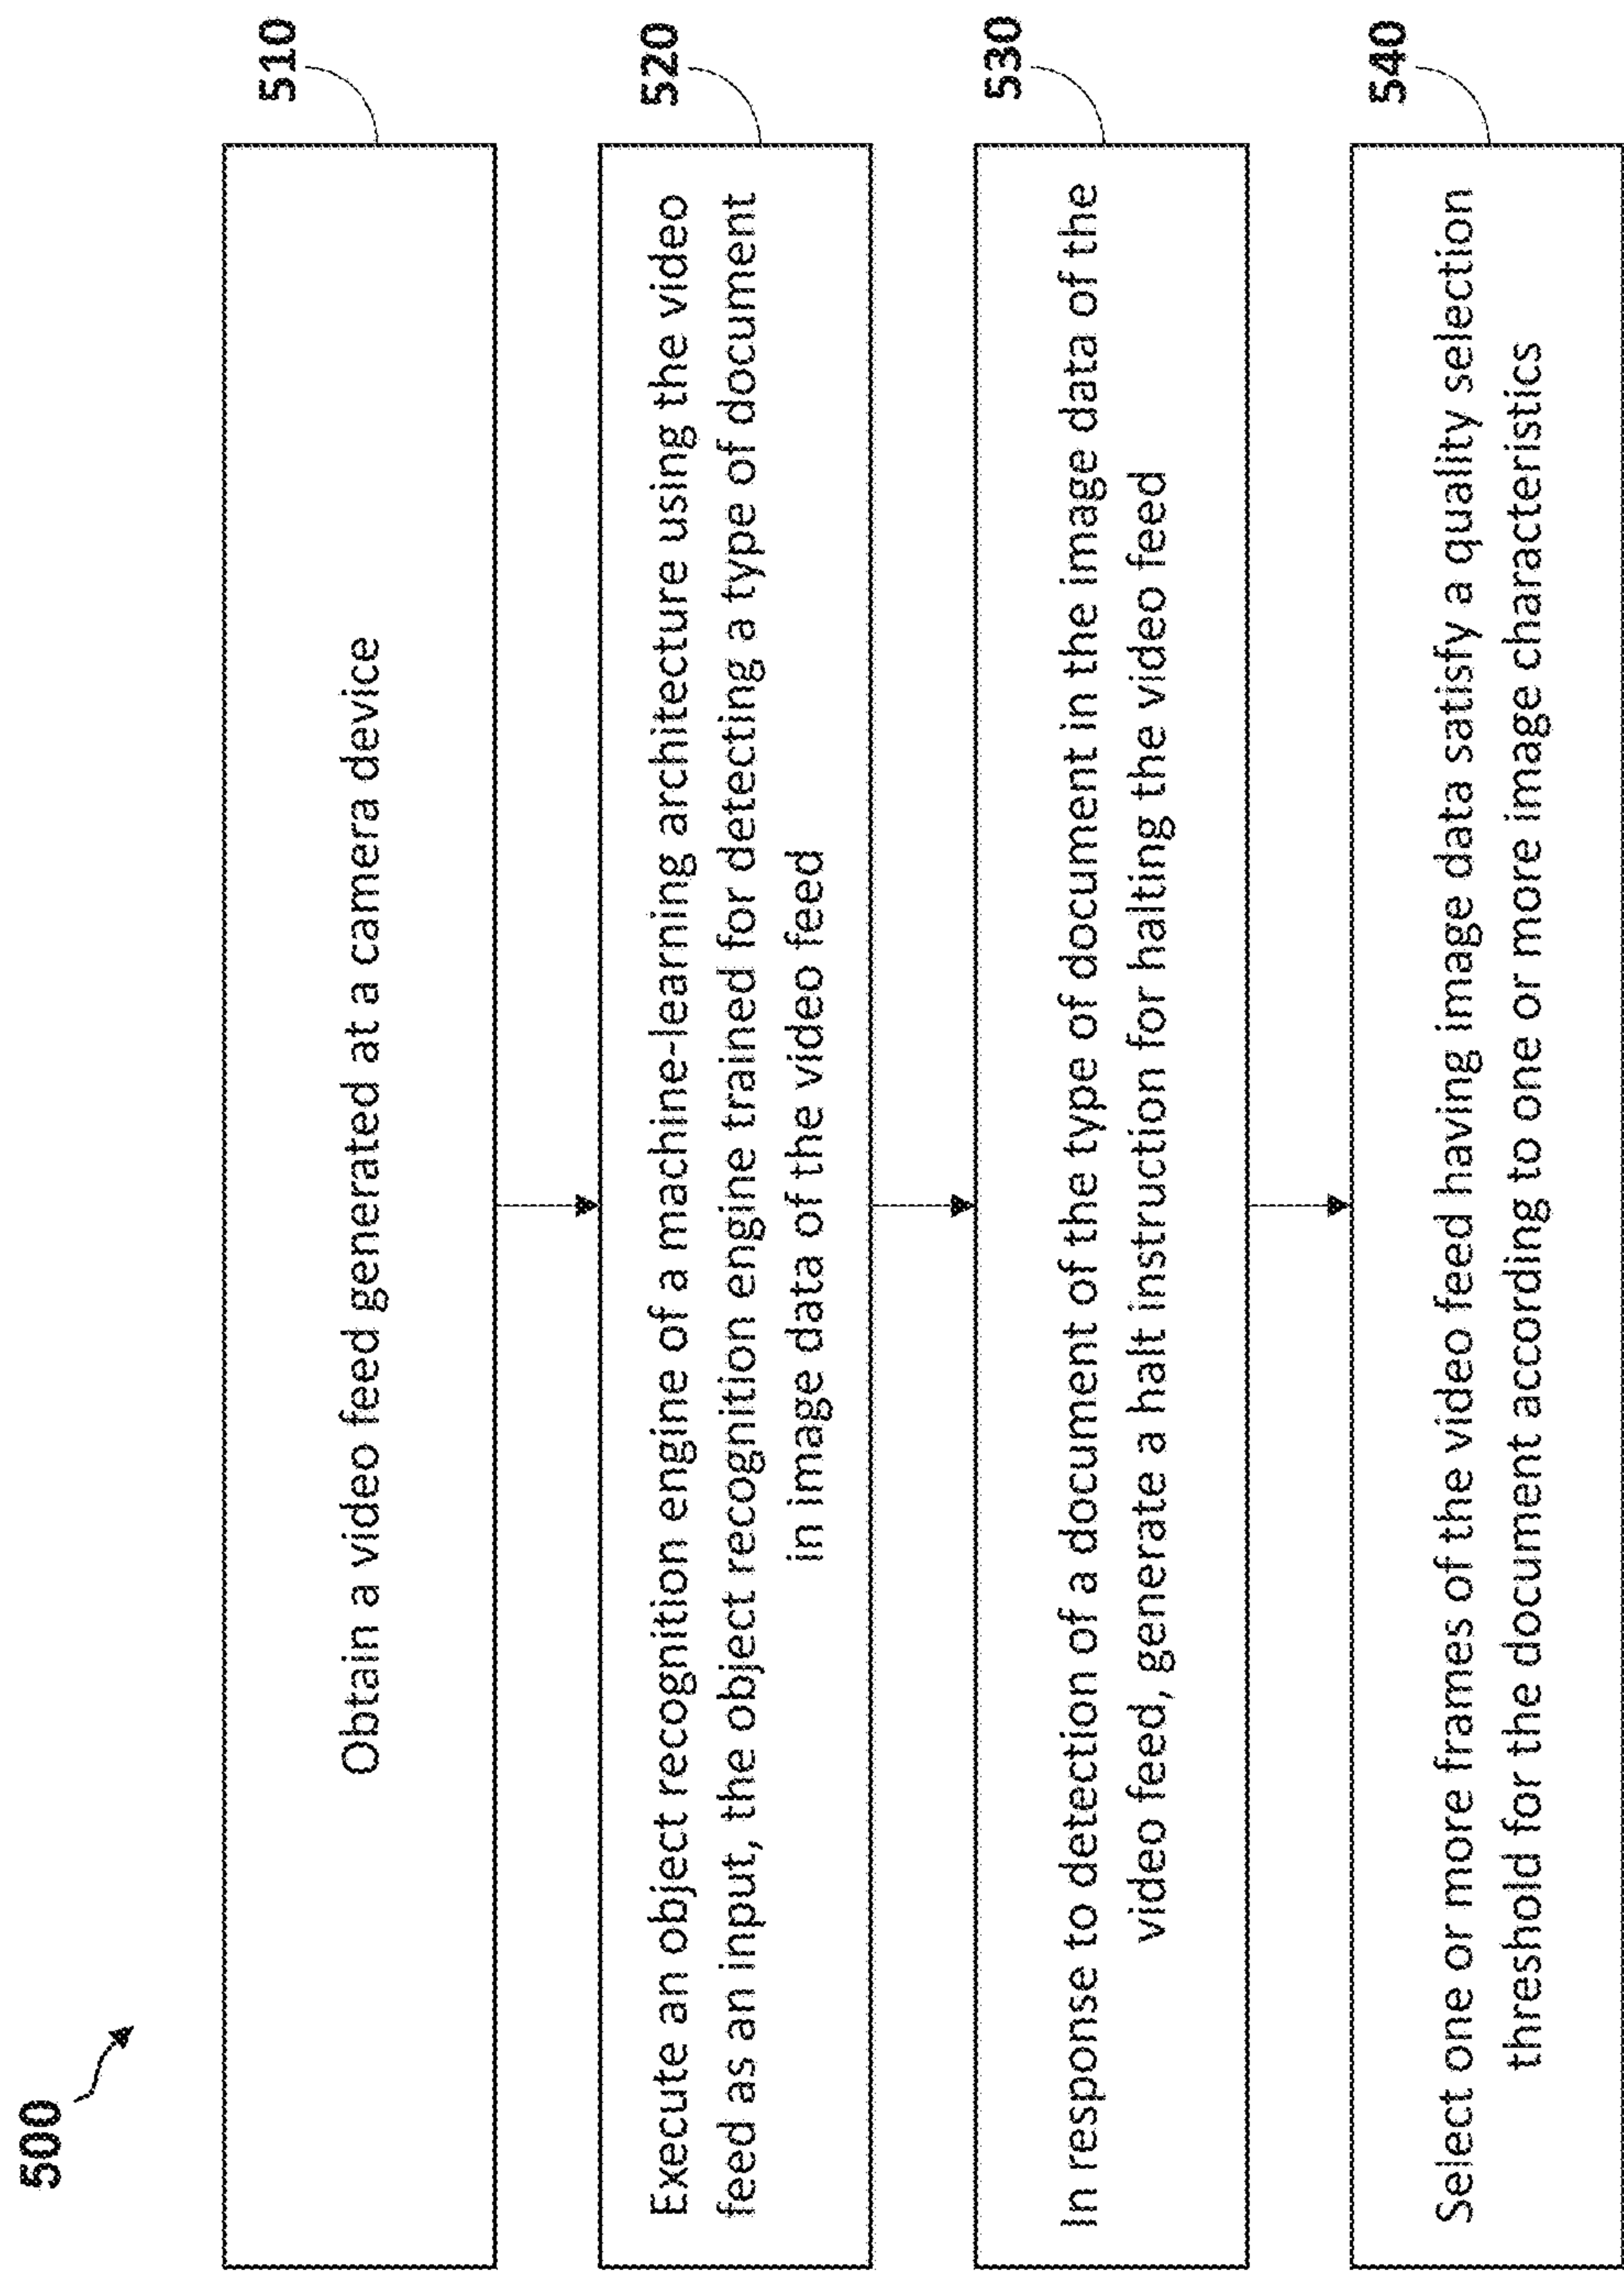 500
510
Obtain a video feed generated at a camera device
520
Execute an object recognition engine of a machine-learning architecture using the video
feed as an input, the object recognition engine trained for detecting a type of document
in image data of the video feed
530
In response to detection of a document of the type of document in the image data of the
video feed, generate a halt instruction for halting the video feed
540
Select one or more frames of the video feed having image data satisfy a quality selection
threshold for the document according to one or more image characteristics